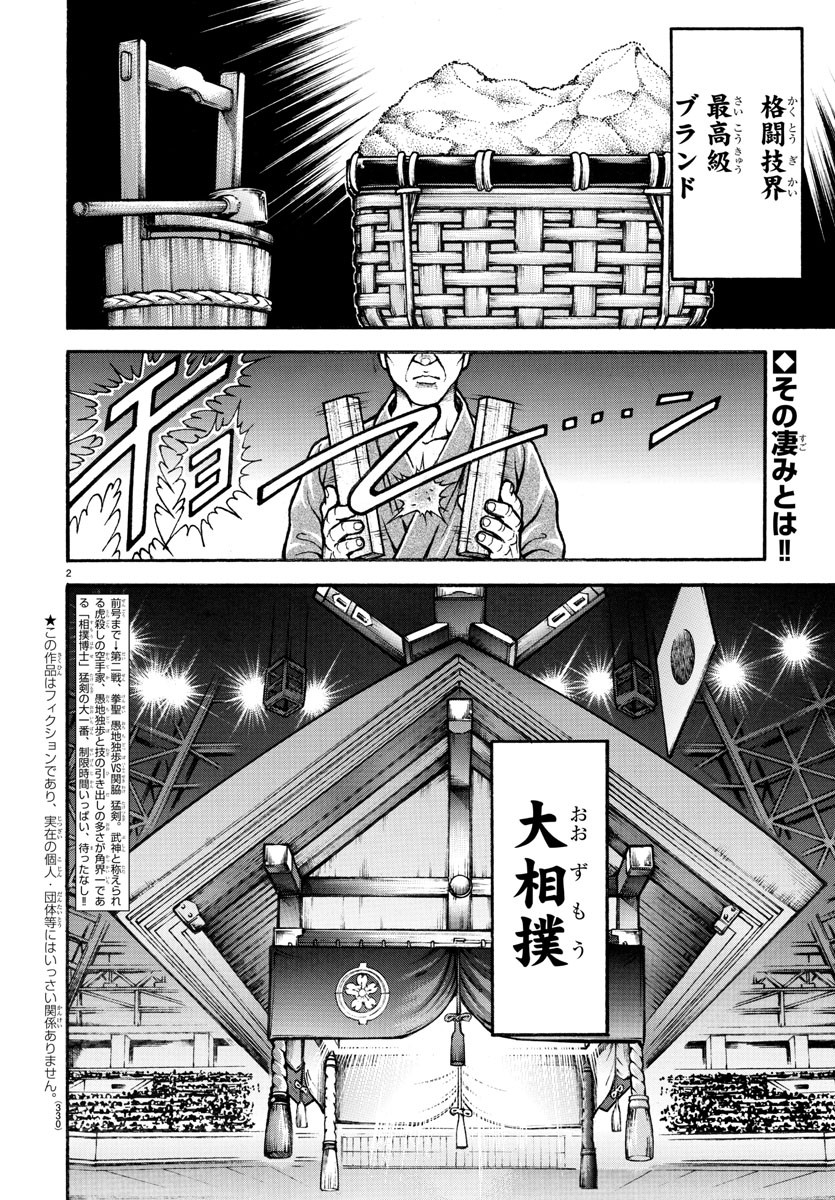 格闘技界
最高級
ブランド
◆その凄みとは!!
チョーン…
2
前号まで→第二戦、拳聖 愚地独歩VS関脇 猛剣。武神と称えられ
る虎殺しの空手家、愚地独歩と技の引き出しの多さが角界一であ
る「相撲博士」猛剣の大一番、制限時間いっぱい、待ったなし!!
大相撲
★この作品はフィクションであり、実在の個人・団体等にはいっさい関係ありません。
(330)